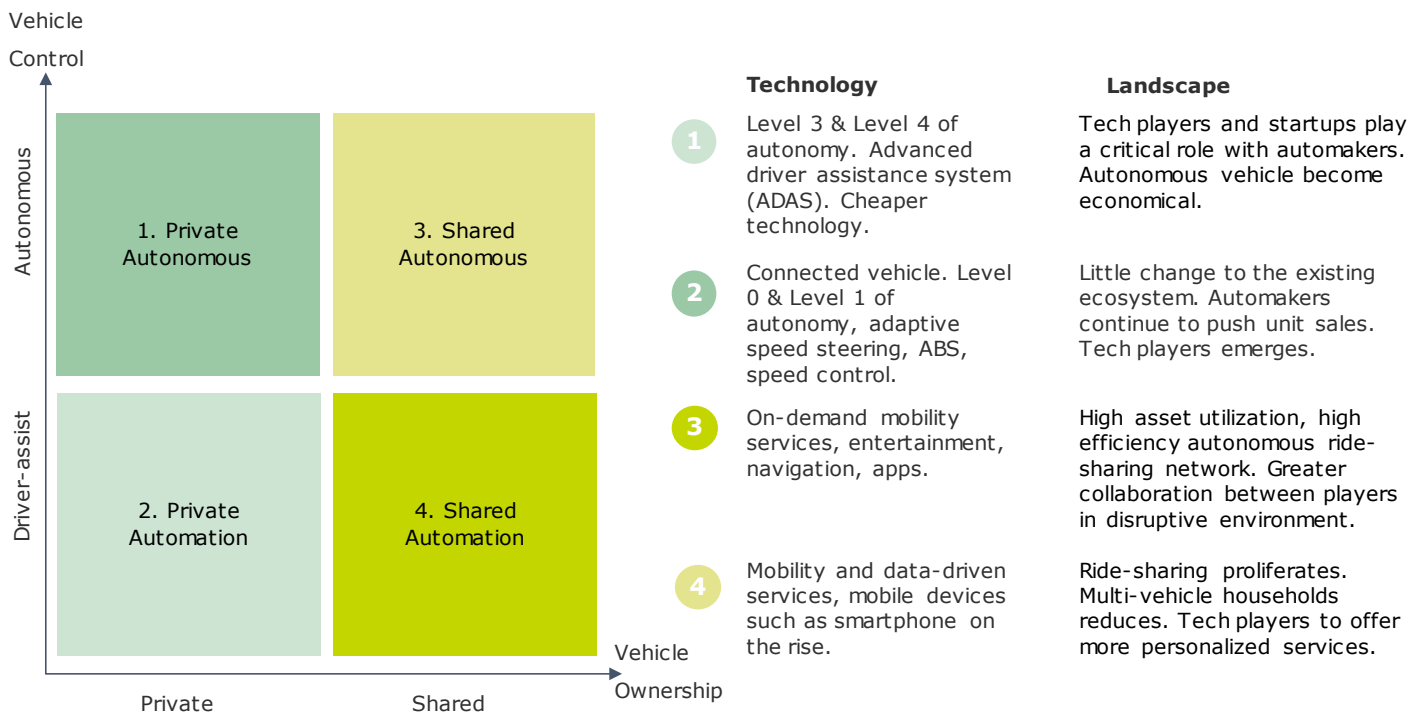 Vehicle
Control
Autonomous
Driver-assist
1. Private
Autonomous
3. Shared
Autonomous
2. Private
Automation
4. Shared
Automation
Vehicle
Ownership
Private
Shared
Technology
Landscape
1
Level 3 & Level 4 of
autonomy. Advanced
driver assistance system
(ADAS). Cheaper
technology.
Tech players and startups play
a critical role with automakers.
Autonomous vehicle become
economical.
2
Connected vehicle. Level
0 & Level 1 of
autonomy, adaptive
speed steering, ABS,
speed control.
Little change to the existing
ecosystem. Automakers
continue to push unit sales.
Tech players emerges.
3
On-demand mobility
services, entertainment,
navigation, apps.
High asset utilization, high
efficiency autonomous ride-
sharing network. Greater
collaboration between players
in disruptive environment.
4
Mobility and data-driven
services, mobile devices
such as smartphone on
the rise.
Ride-sharing proliferates.
Multi-vehicle households
reduces. Tech players to offer
more personalized services.